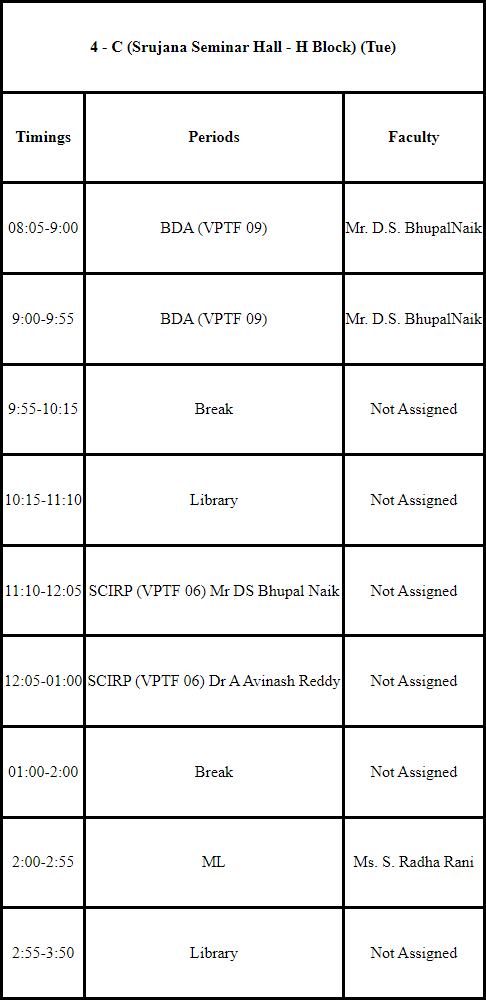 4 - C (Srujana Seminar Hall - H Block) (Tue)
Timings Periods Faculty
08:05-9:00 BDA (VPTF 09) Mr. D.S. BhupalNaik
9:00-9:55 BDA (VPTF 09) Mr. D.S. BhupalNaik
9:55-10:15 Break Not Assigned
10:15-11:10 Library Not Assigned
11:10-12:05 SCIRP (VPTF 06) Mr DS Bhupal Naik Not Assigned
12:05-01:00 SCIRP (VPTF 06) Dr A Avinash Reddy Not Assigned
01:00-2:00 Break Not Assigned
2:00-2:55 ML Ms. S. Radha Rani
2:55-3:50 Library Not Assigned